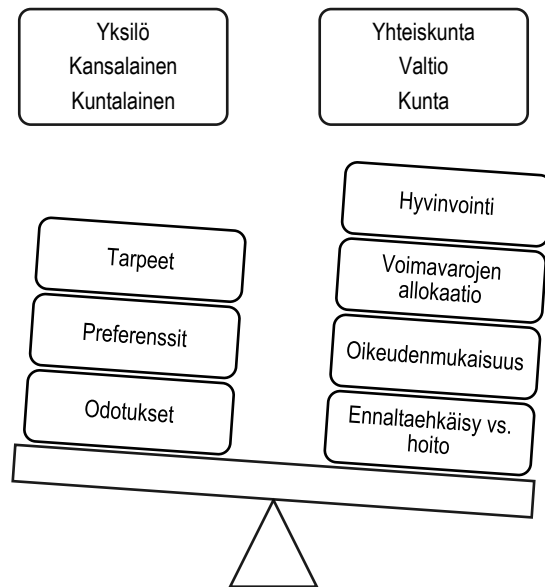 Yksilö
Kansalainen
Kuntalainen
Yhteiskunta
Valtio
Kunta
Tarpeet
Preferenssit
Odotukset
Hyvinvointi
Voimavarojen
allokaatio
Oikeudenmukaisuus
Ennaltaehkäisy vs.
hoito